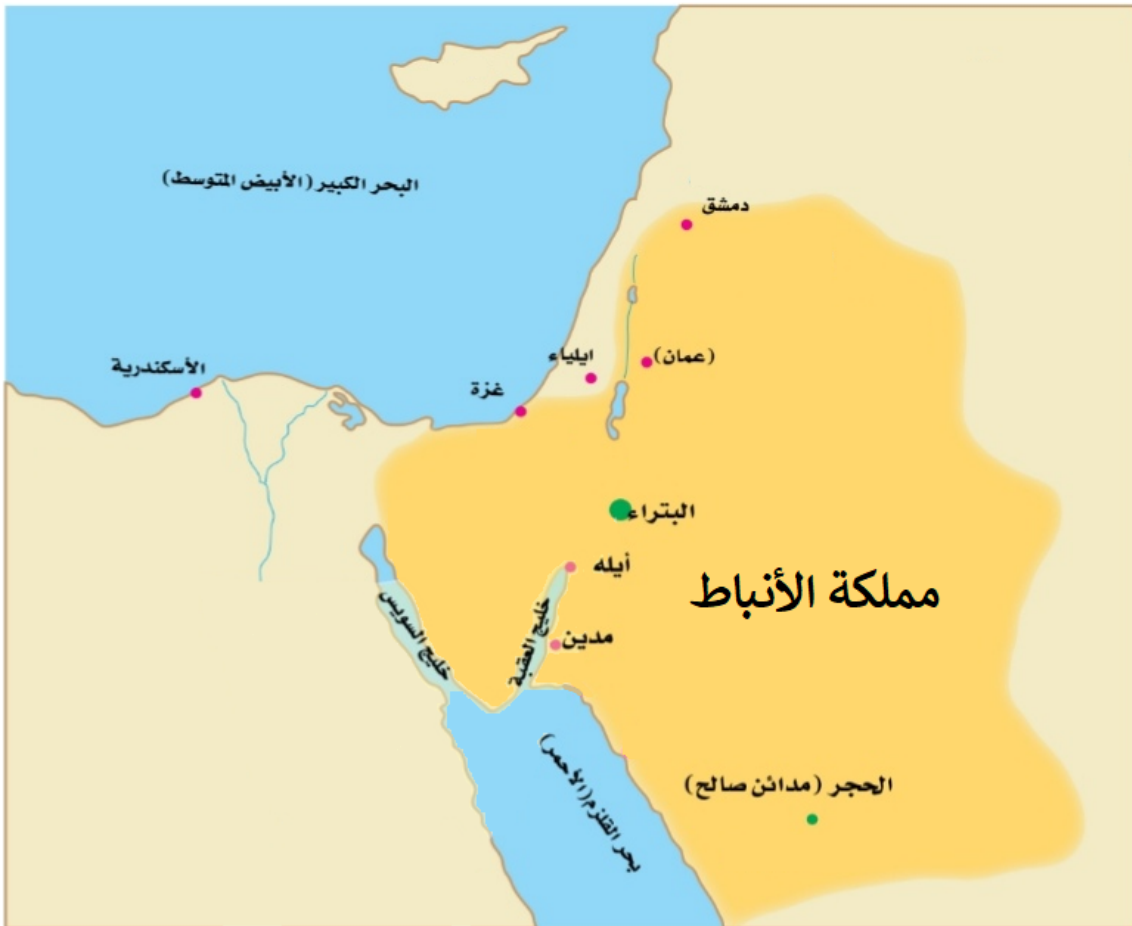 البحر الكبير (الأبيض المتوسط)
دمشق
ايلياء
(عمان)
الأسكندرية
غزة
البتراء
أيله
مملكة الأنباط
خليج السويس
خليج العقبة
مدين
بحر القلزم (الأحمر)
الحجر (مدائن صالح)